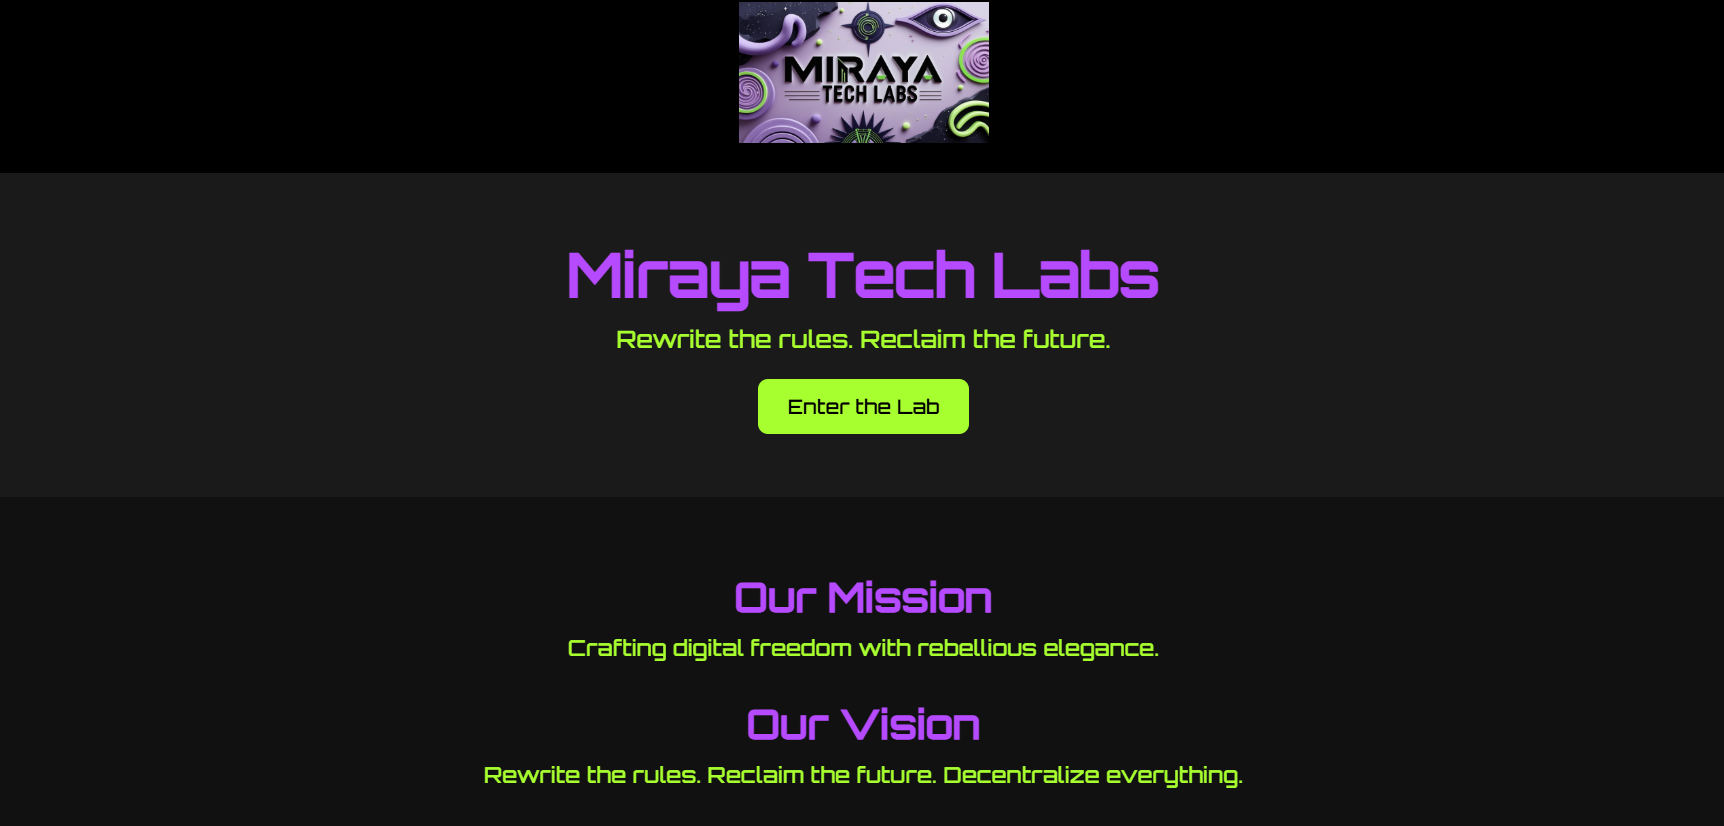 MIRAYA
TECH LABS
Miraya Tech Labs
Rewrite the rules. Reclaim the future.
Enter the Lab
Our Mission
Crafting digital freedom with rebellious elegance.
Our Vision
Rewrite the rules. Reclaim the future. Decentralize everything.